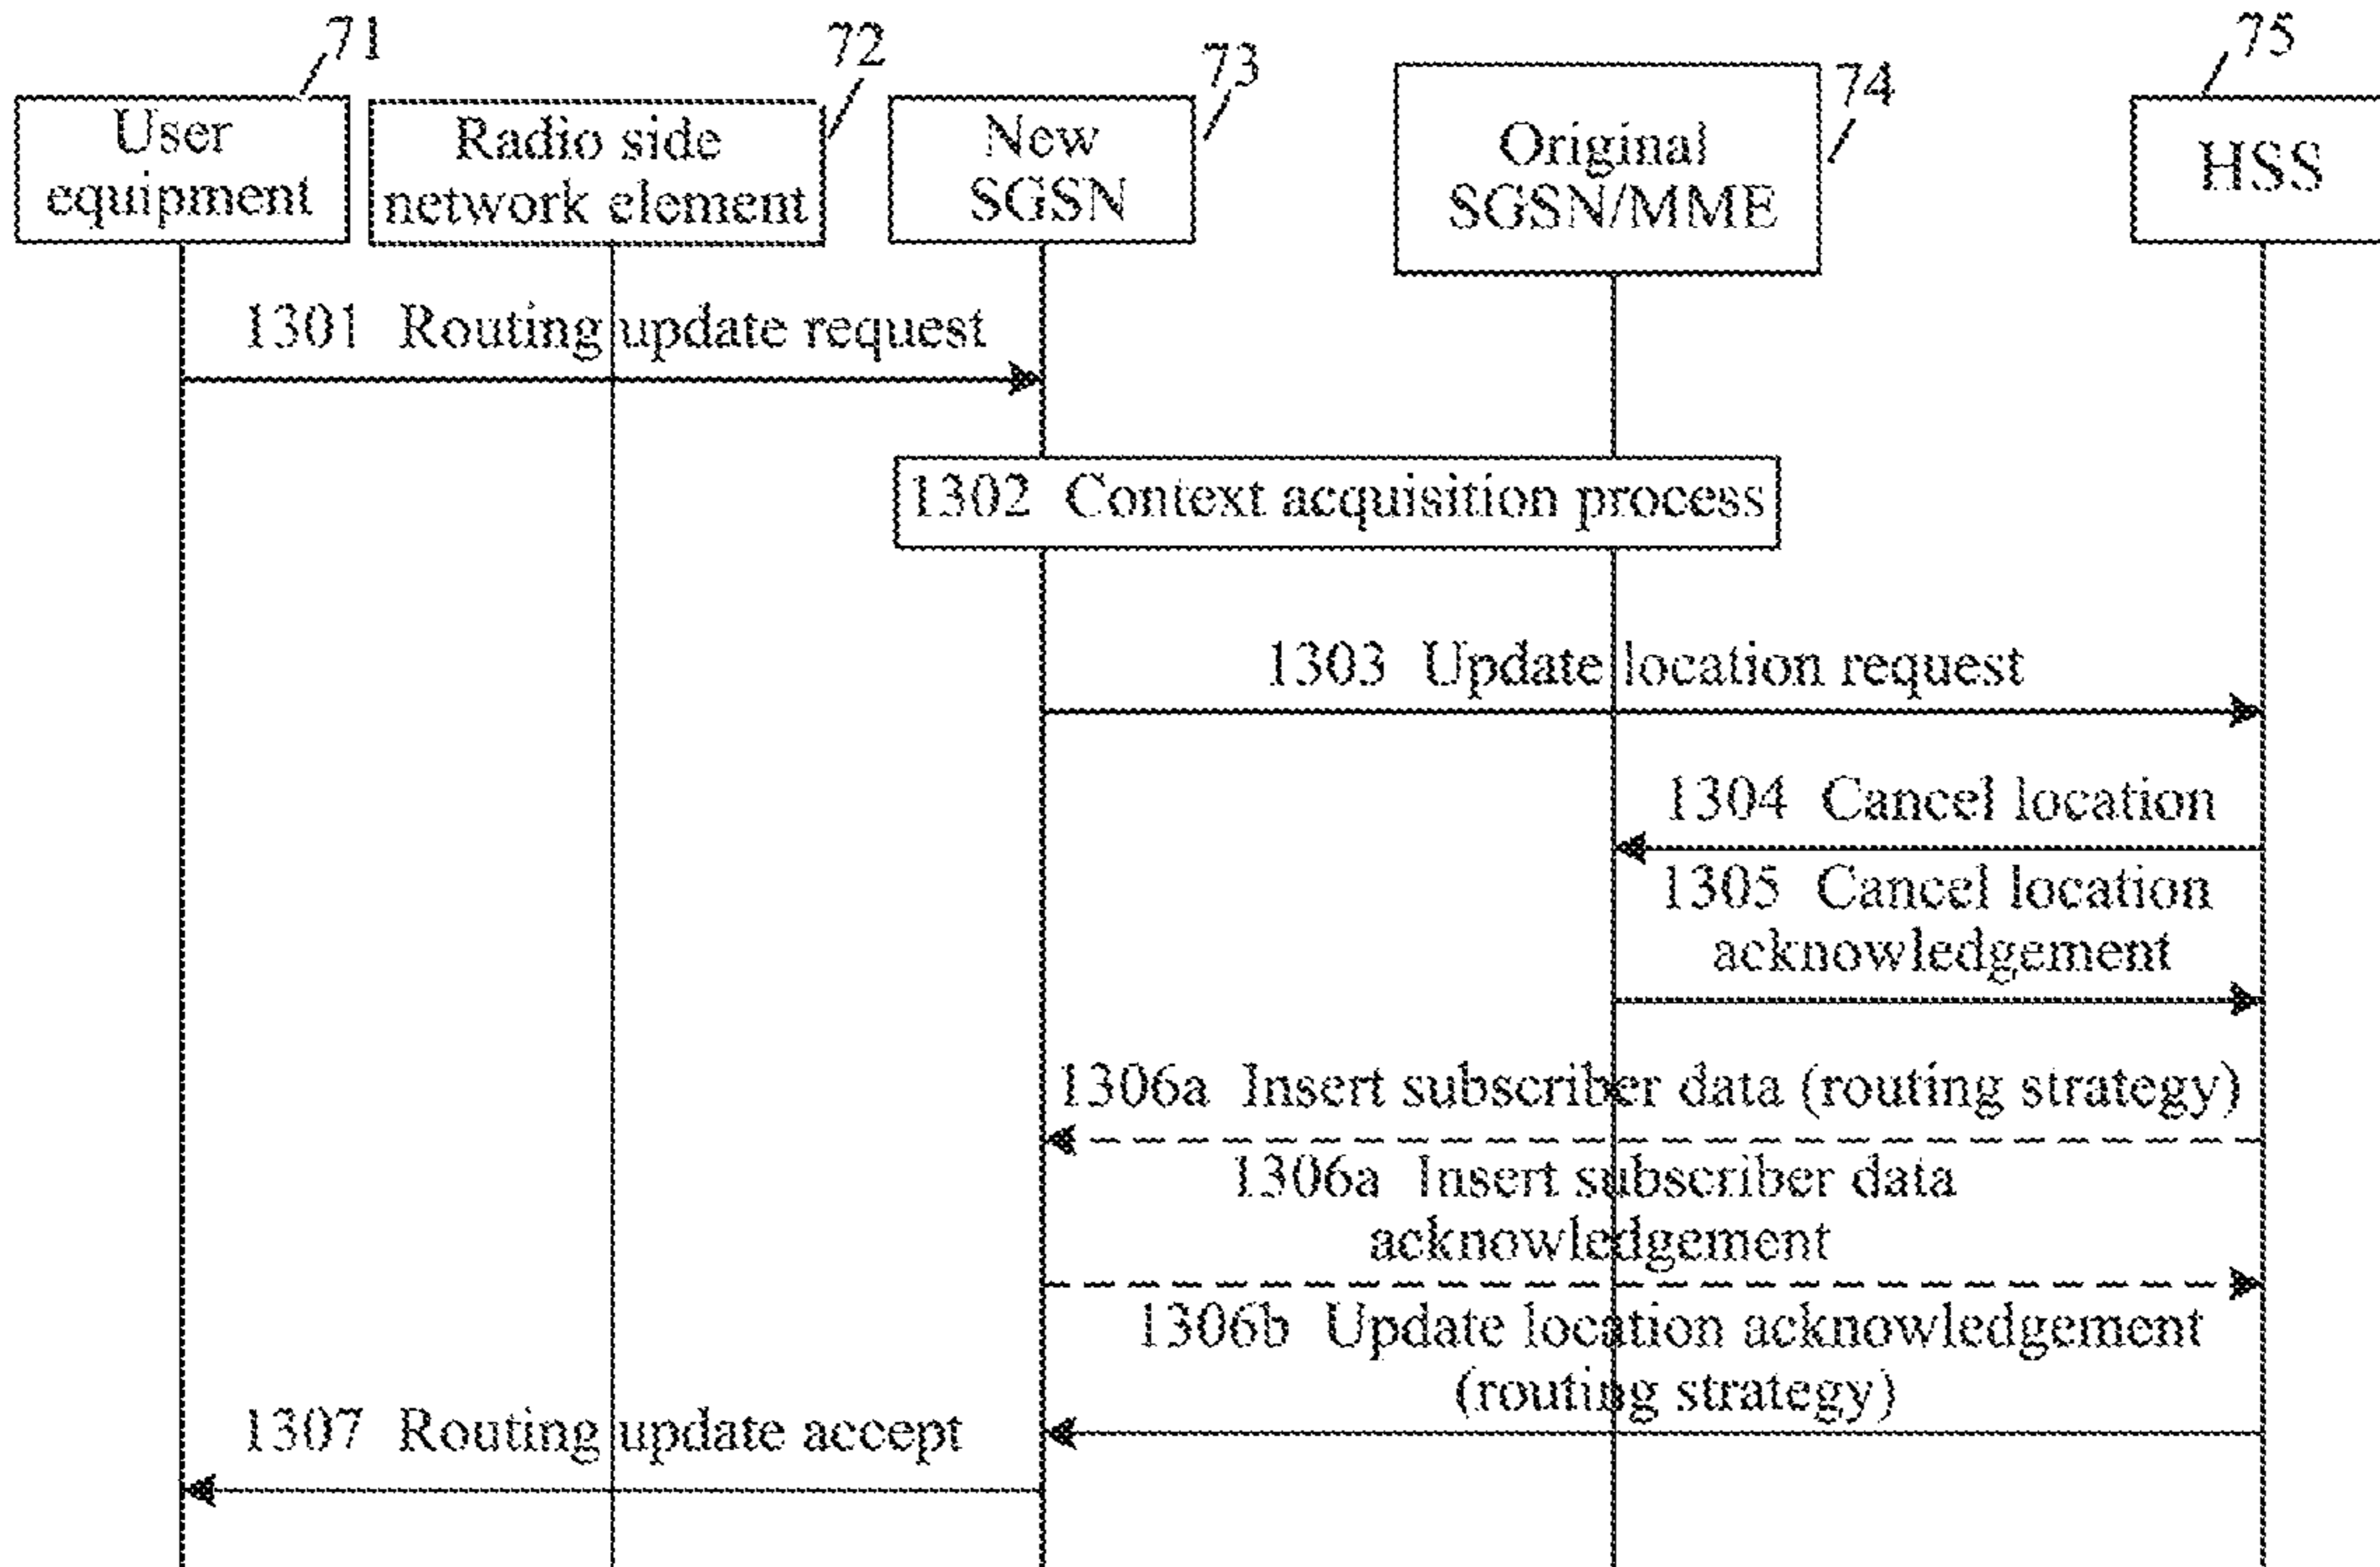 71
72
73
74
75
User
equipment
Radio side
network element
New
SGSN
Original
SGSN/MME
HSS
1301 Routing update request
1302 Context acquisition process
1303 Update location request
1304 Cancel location
1305 Cancel location
acknowledgement
1306a Insert subscriber data (routing strategy)
1306a Insert subscriber data
acknowledgement
1306b Update location acknowledgement
(routing strategy)
1307 Routing update accept